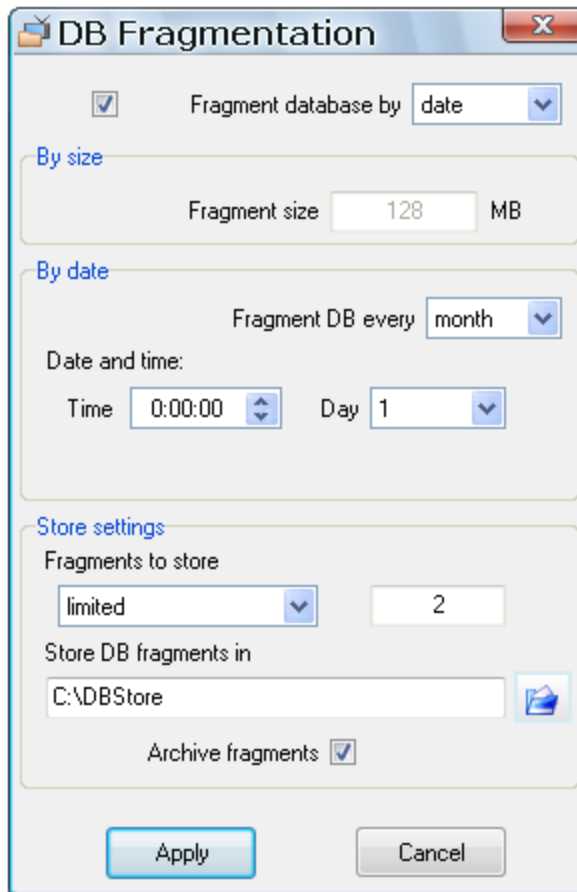 DB Fragmentation
Fragment database by date
By size
Fragment size 128 MB
By date
Fragment DB every month
Date and time:
Time 0:00:00 Day 1
Store settings
Fragments to store
limited 2
Store DB fragments in
C:\DBStore
Archive fragments
Apply Cancel